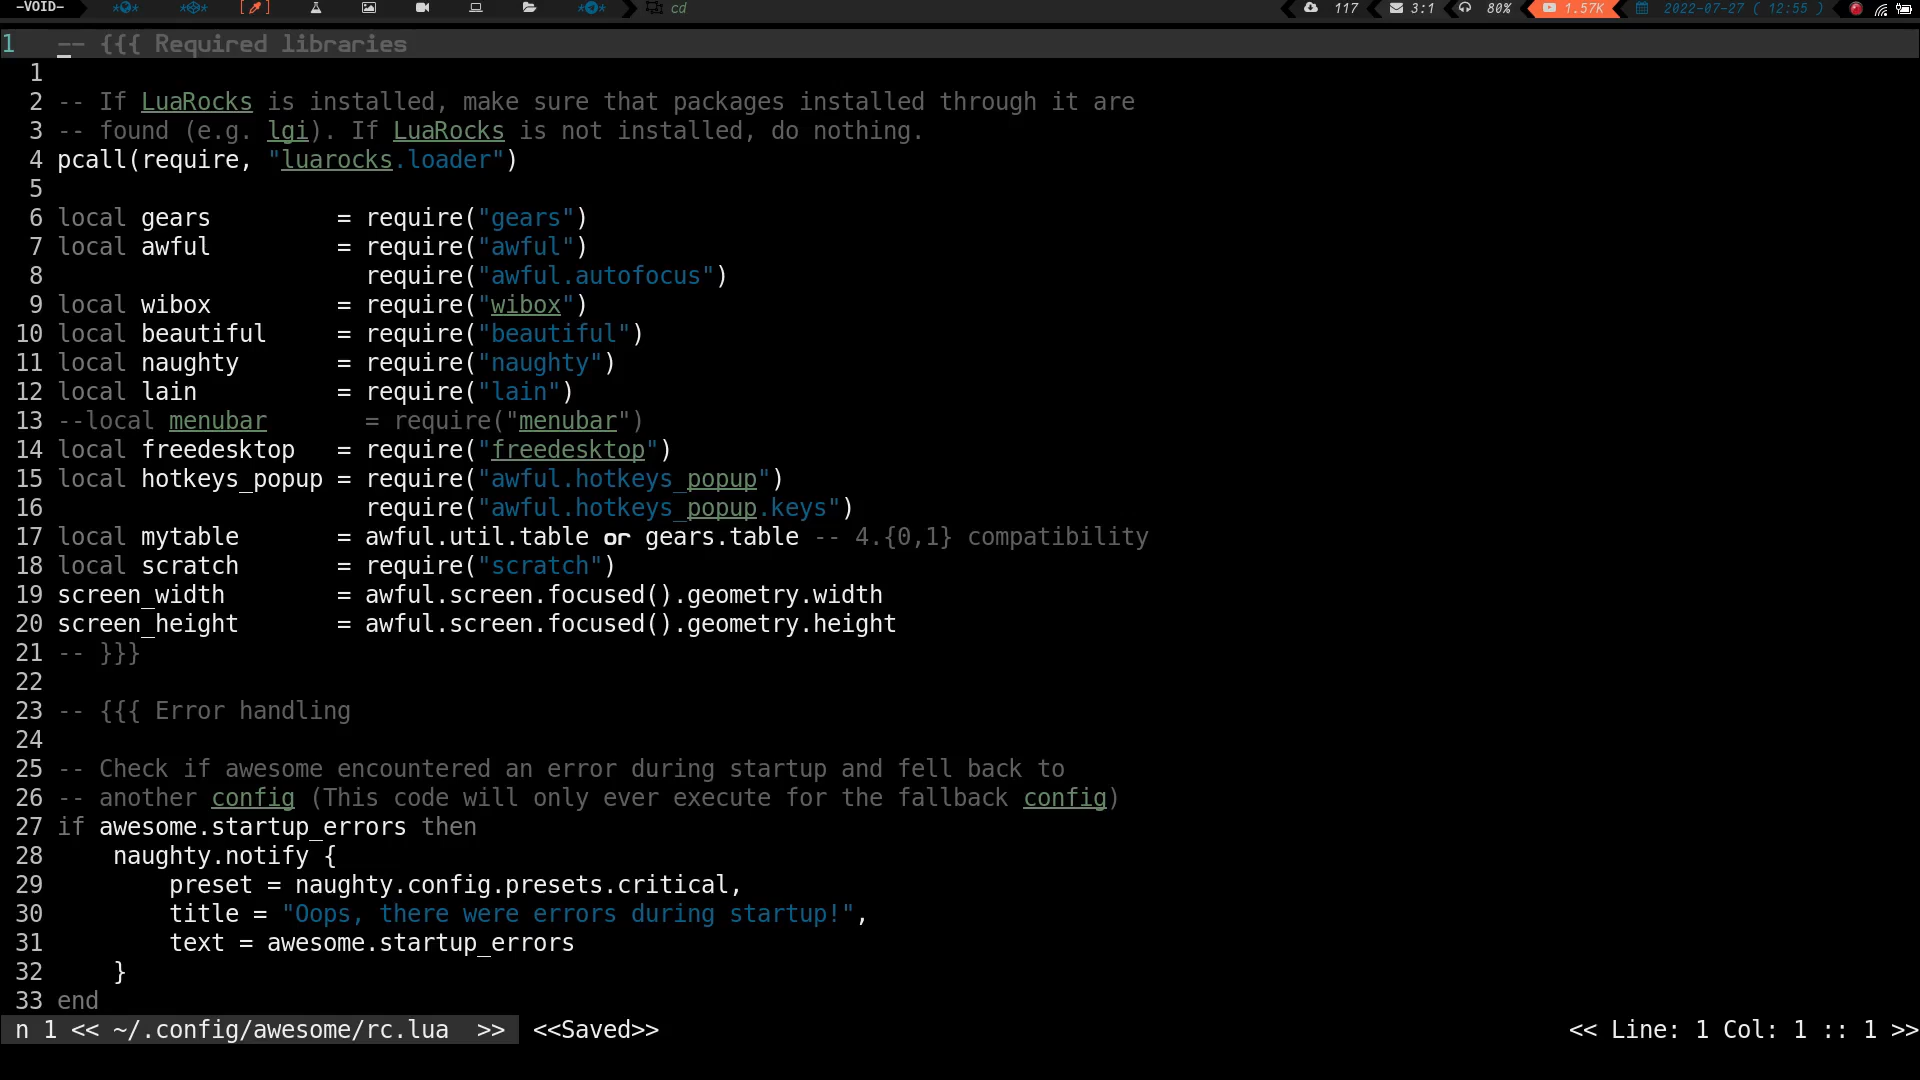 -VOID- cd 117 3:1 80% 1.57K 2022-07-27 ( 12:55 )
1 -- {{{ Required libraries
1
2 -- If LuaRocks is installed, make sure that packages installed through it are
3 -- found (e.g. lgi). If LuaRocks is not installed, do nothing.
4 pcall(require, "luarocks.loader")
5
6 local gears         = require("gears")
7 local awful         = require("awful")
8                       require("awful.autofocus")
9 local wibox         = require("wibox")
10 local beautiful     = require("beautiful")
11 local naughty       = require("naughty")
12 local lain          = require("lain")
13 --local menubar       = require("menubar")
14 local freedesktop   = require("freedesktop")
15 local hotkeys_popup = require("awful.hotkeys_popup")
16                       require("awful.hotkeys_popup.keys")
17 local mytable       = awful.util.table or gears.table -- 4.{0,1} compatibility
18 local scratch       = require("scratch")
19 screen_width        = awful.screen.focused().geometry.width
20 screen_height       = awful.screen.focused().geometry.height
21 -- }}}
22
23 -- {{{ Error handling
24
25 -- Check if awesome encountered an error during startup and fell back to
26 -- another config (This code will only ever execute for the fallback config)
27 if awesome.startup_errors then
28     naughty.notify {
29         preset = naughty.config.presets.critical,
30         title = "Oops, there were errors during startup!",
31         text = awesome.startup_errors
32     }
33 end
n 1 << ~/.config/awesome/rc.lua  >> <<Saved>> << Line: 1 Col: 1 :: 1 >>